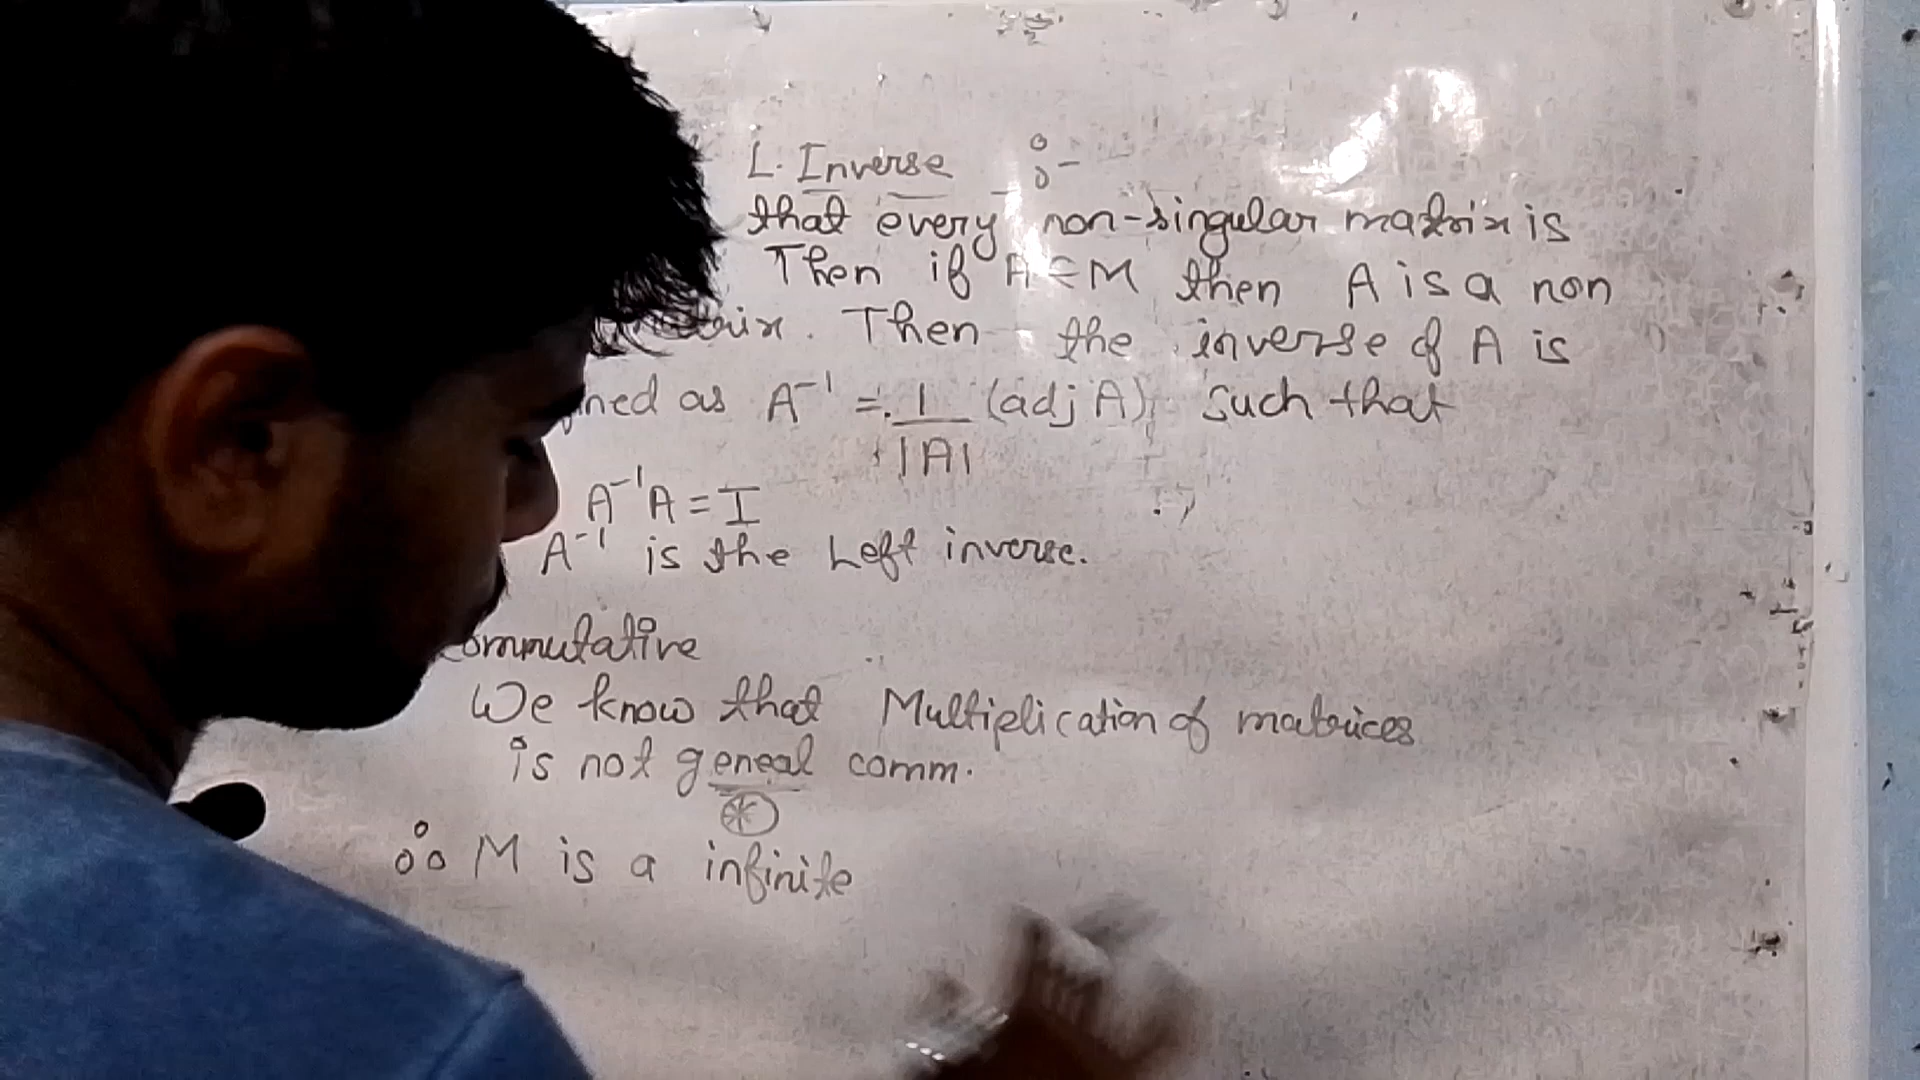 L. Inverse :-
that every non-singular matrix is
Then if A ∈ M then A is a non
Then the inverse of A is
as A⁻¹ = 1/|A| (adj A) such that
A⁻¹A = I
A⁻¹ is the Left inverse.
ommutative
We know that Multiplication of matrices
is not geneal comm.
∴ M is a infinite